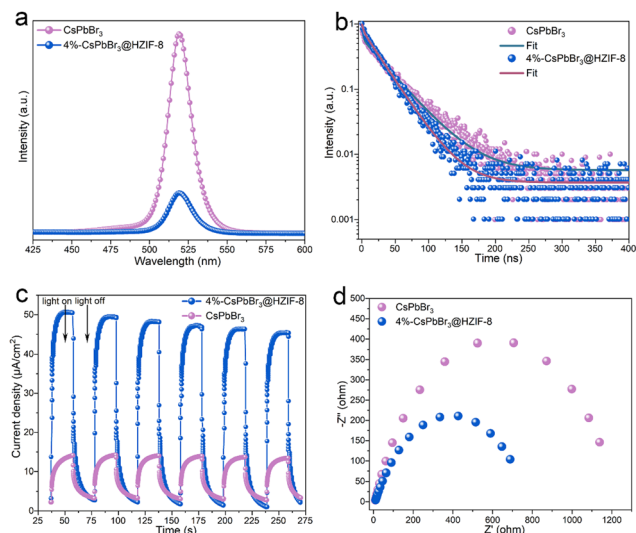 a
CsPbBr3
4%-CsPbBr3@HZIF-8
Intensity (a.u.)
425 450 475 500 525 550 575 600
Wavelength (nm)
b
CsPbBr3
Fit
4%-CsPbBr3@HZIF-8
Fit
Intensity (a.u.)
1
0.1
0.01
0.001
0 50 100 150 200 250 300 350 400
Time (ns)
c
light on light off
4%-CsPbBr3@HZIF-8
CsPbBr3
Current density (μA/cm2)
60
50
40
30
20
10
0
25 50 75 100 125 150 175 200 225 250 275
Time (s)
d
CsPbBr3
4%-CsPbBr3@HZIF-8
-Z" (ohm)
500
450
400
350
300
250
200
150
100
50
0
0 200 400 600 800 1000 1200
Z' (ohm)